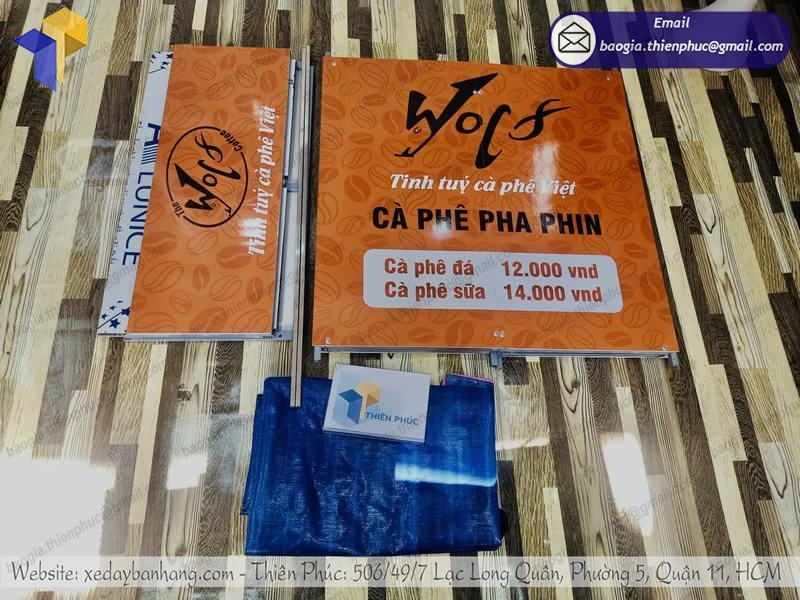 Email
baogia.thienphuc@gmail.com
WOC8
Tinh tuý cà phê Việt
CÀ PHÊ PHA PHIN
Cà phê đá 12.000 vnd
Cà phê sữa 14.000 vnd
The
WOC8
Coffee
Tinh tuý cà phê Việt
ALUNICE
THIÊN PHÚC
Website: xedaybanhang.com - Thiên Phúc: 506/49/7 Lạc Long Quân, Phường 5, Quận 11, HCM